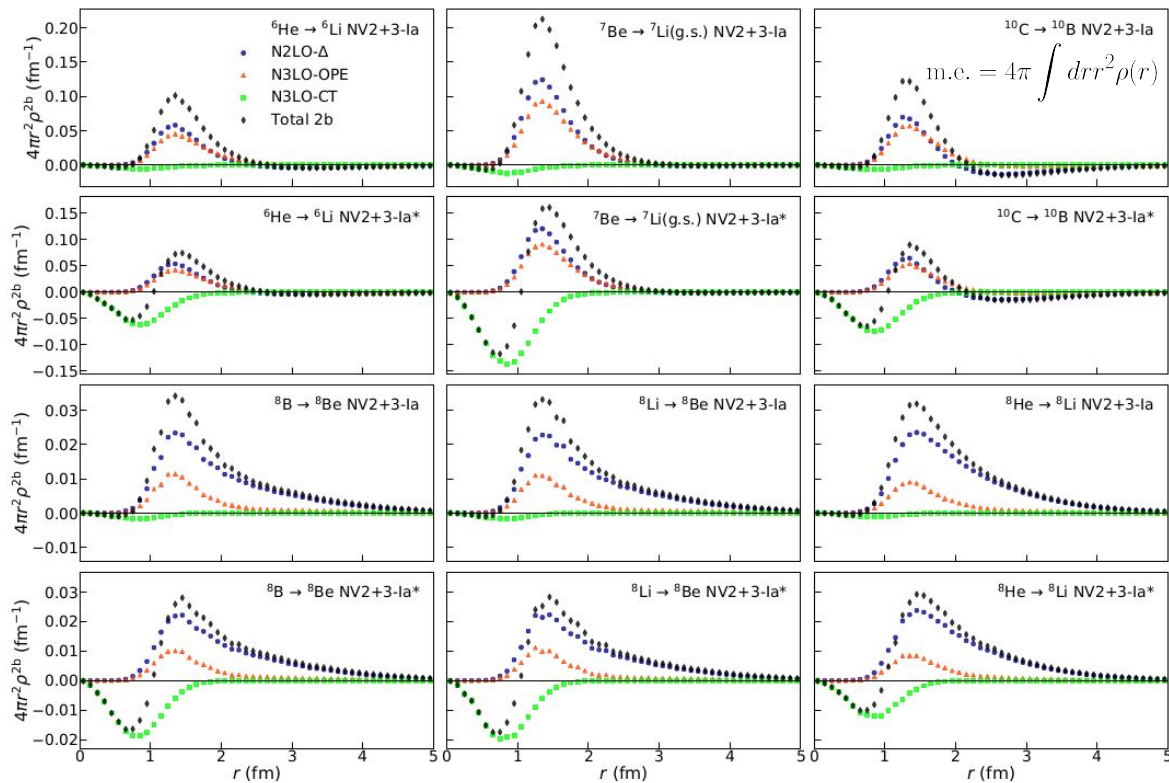 ⁶He → ⁶Li NV2+3-Ia
N2LO-Δ
N3LO-OPE
N3LO-CT
Total 2b
⁷Be → ⁷Li(g.s.) NV2+3-Ia
¹⁰C → ¹⁰B NV2+3-Ia
m.e. = 4π ∫ drr²ρ(r)
4πr²ρ²ᵇ (fm⁻¹)
0.20
0.15
0.10
0.05
0.00
⁶He → ⁶Li NV2+3-Ia*
⁷Be → ⁷Li(g.s.) NV2+3-Ia*
¹⁰C → ¹⁰B NV2+3-Ia*
4πr²ρ²ᵇ (fm⁻¹)
0.15
0.10
0.05
0.00
−0.05
−0.10
−0.15
⁸B → ⁸Be NV2+3-Ia
⁸Li → ⁸Be NV2+3-Ia
⁸He → ⁸Li NV2+3-Ia
4πr²ρ²ᵇ (fm⁻¹)
0.03
0.02
0.01
0.00
−0.01
⁸B → ⁸Be NV2+3-Ia*
⁸Li → ⁸Be NV2+3-Ia*
⁸He → ⁸Li NV2+3-Ia*
4πr²ρ²ᵇ (fm⁻¹)
0.03
0.02
0.01
0.00
−0.01
−0.02
0 1 2 3 4 5
0 1 2 3 4 5
0 1 2 3 4 5
r (fm)
r (fm)
r (fm)